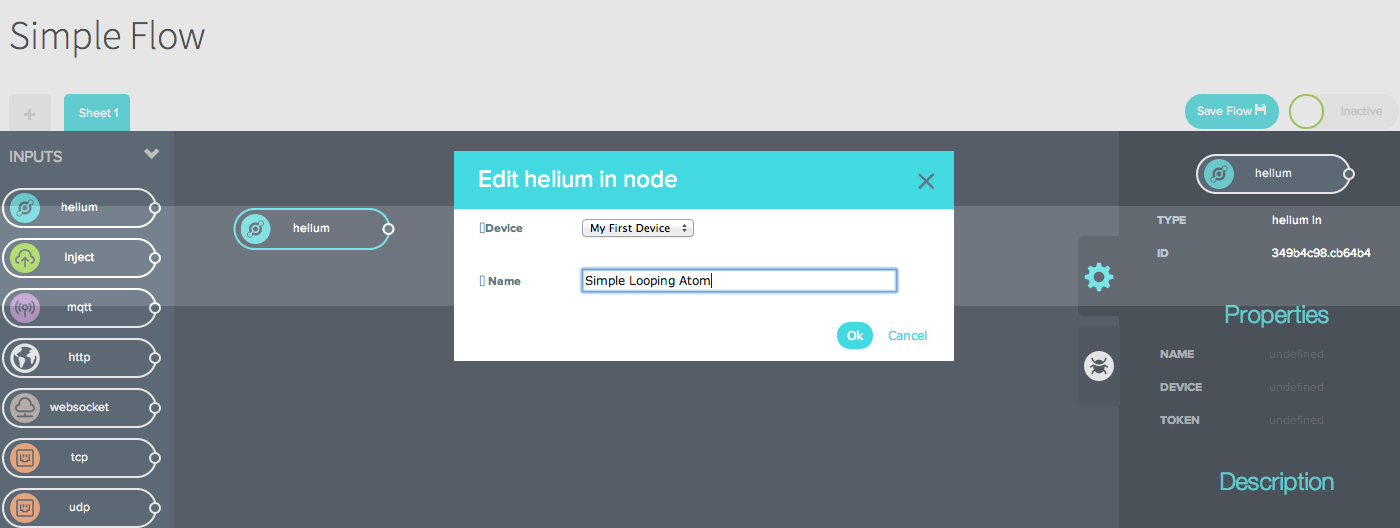 Simple Flow
+ Sheet 1 Save Flow Inactive
INPUTS
helium
inject
mqtt
http
websocket
tcp
udp
helium
Edit helium in node
Device My First Device
Name Simple Looping Atom
Ok Cancel
helium
TYPE helium in
ID 349b4c98.cb64b4
Properties
NAME undefined
DEVICE undefined
TOKEN undefined
Description